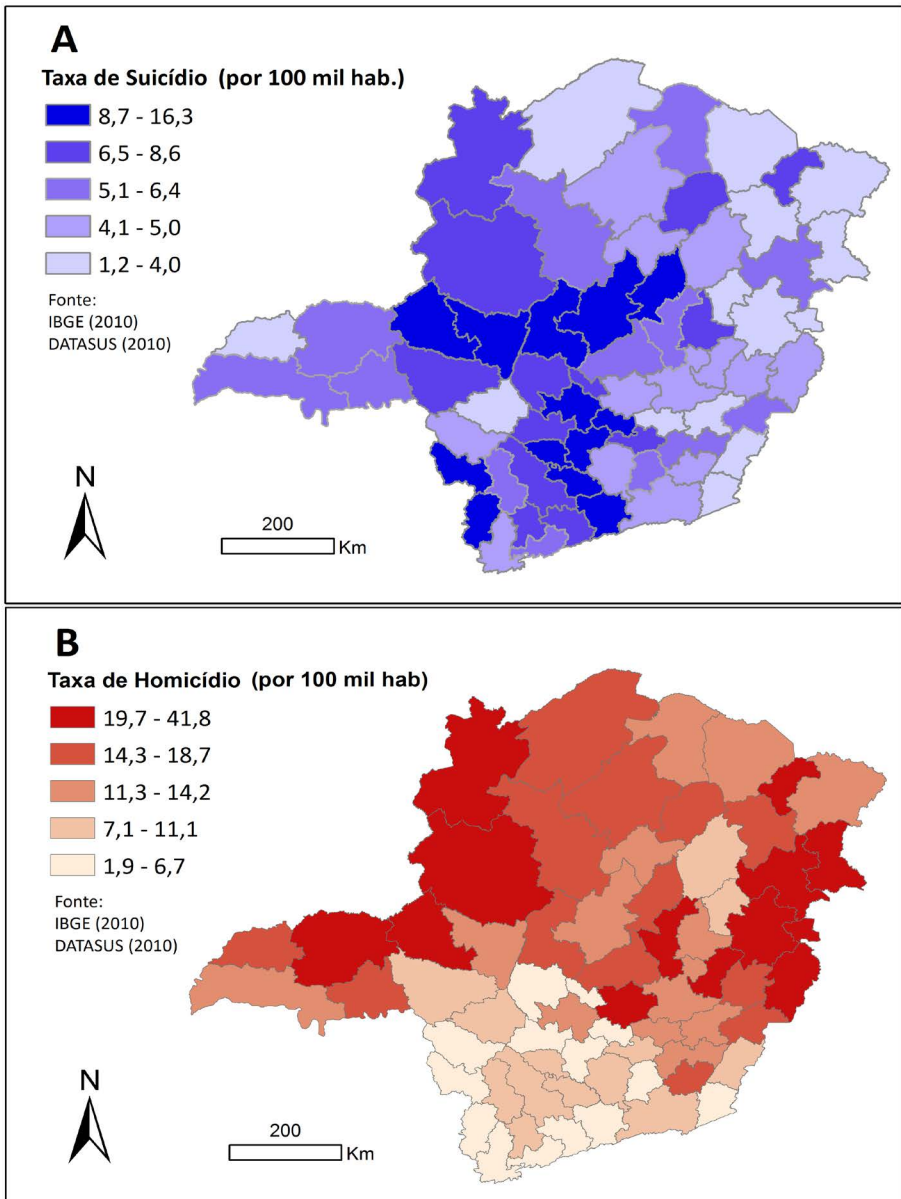 A
Taxa de Suicídio (por 100 mil hab.)
8,7 - 16,3
6,5 - 8,6
5,1 - 6,4
4,1 - 5,0
1,2 - 4,0
Fonte:
IBGE (2010)
DATASUS (2010)
N
200
Km
B
Taxa de Homicídio (por 100 mil hab)
19,7 - 41,8
14,3 - 18,7
11,3 - 14,2
7,1 - 11,1
1,9 - 6,7
Fonte:
IBGE (2010)
DATASUS (2010)
N
200
Km